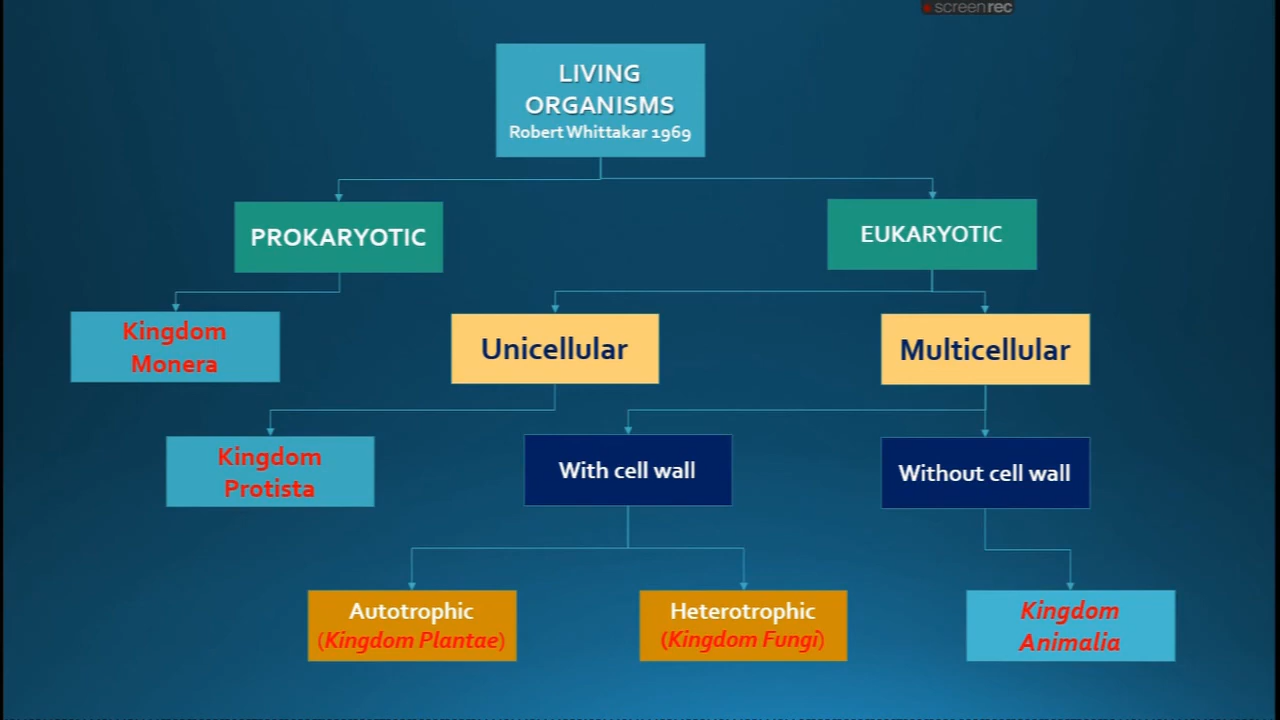 screenrec
LIVING
ORGANISMS
Robert Whittakar 1969
PROKARYOTIC
EUKARYOTIC
Kingdom
Monera
Unicellular
Multicellular
Kingdom
Protista
With cell wall
Without cell wall
Autotrophic
(Kingdom Plantae)
Heterotrophic
(Kingdom Fungi)
Kingdom
Animalia